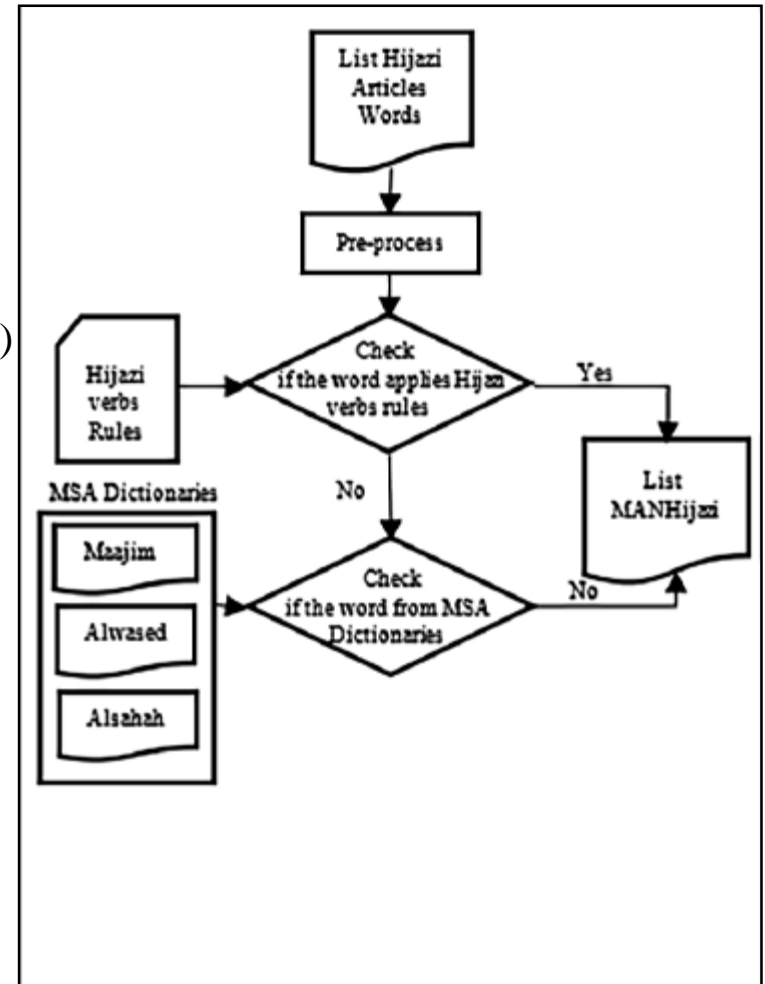 List Hijazi
Articles
Words
Pre-process
)
Check
if the word applies Hijazi
verbs rules
Yes
Hijazi
verbs
Rules
List
MANHijazi
No
MSA Dictionaries
Maajim
Check
if the word from MSA
Dictionaries
No
Alwased
Alsahah